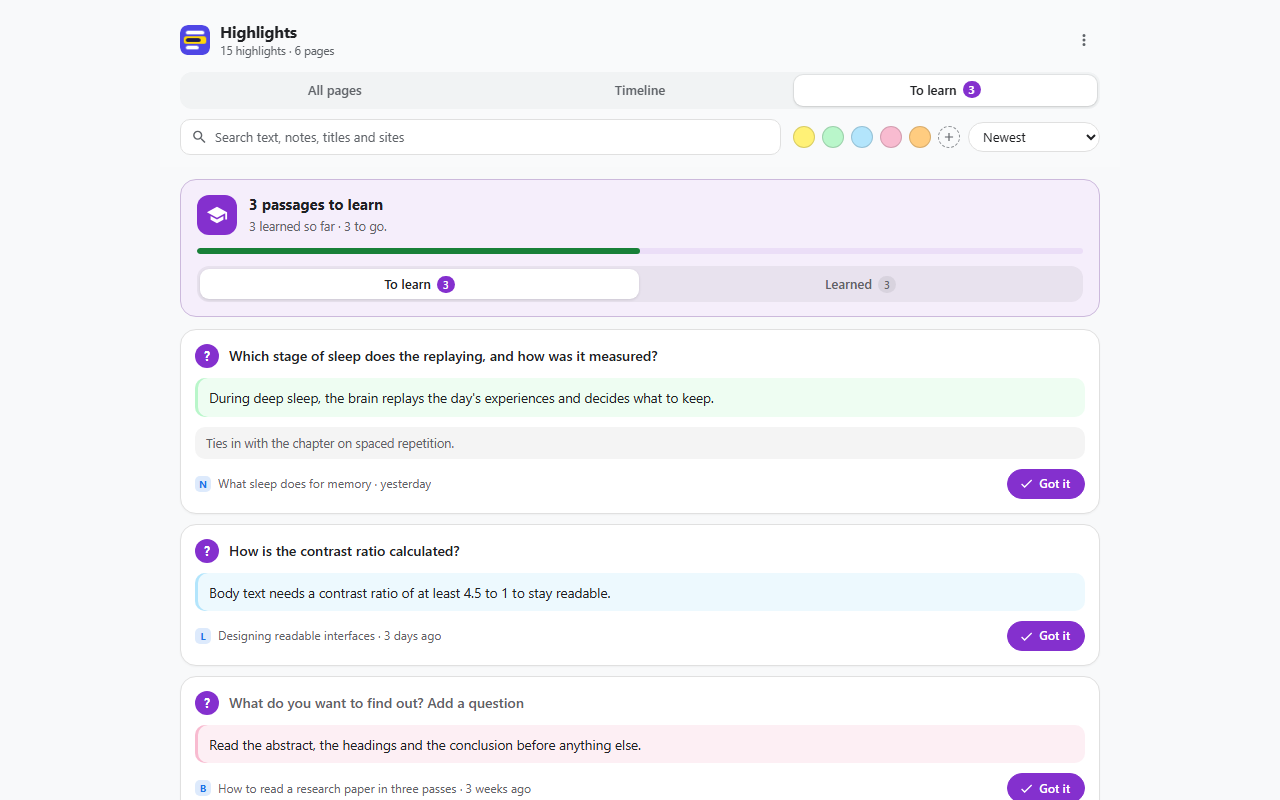 Highlights
15 highlights · 6 pages
All pages
Timeline
To learn 3
Search text, notes, titles and sites
Newest
3 passages to learn
3 learned so far · 3 to go.
To learn 3
Learned 3
? Which stage of sleep does the replaying, and how was it measured?
During deep sleep, the brain replays the day's experiences and decides what to keep.
Ties in with the chapter on spaced repetition.
N What sleep does for memory · yesterday
Got it
? How is the contrast ratio calculated?
Body text needs a contrast ratio of at least 4.5 to 1 to stay readable.
L Designing readable interfaces · 3 days ago
Got it
? What do you want to find out? Add a question
Read the abstract, the headings and the conclusion before anything else.
B How to read a research paper in three passes · 3 weeks ago
Got it